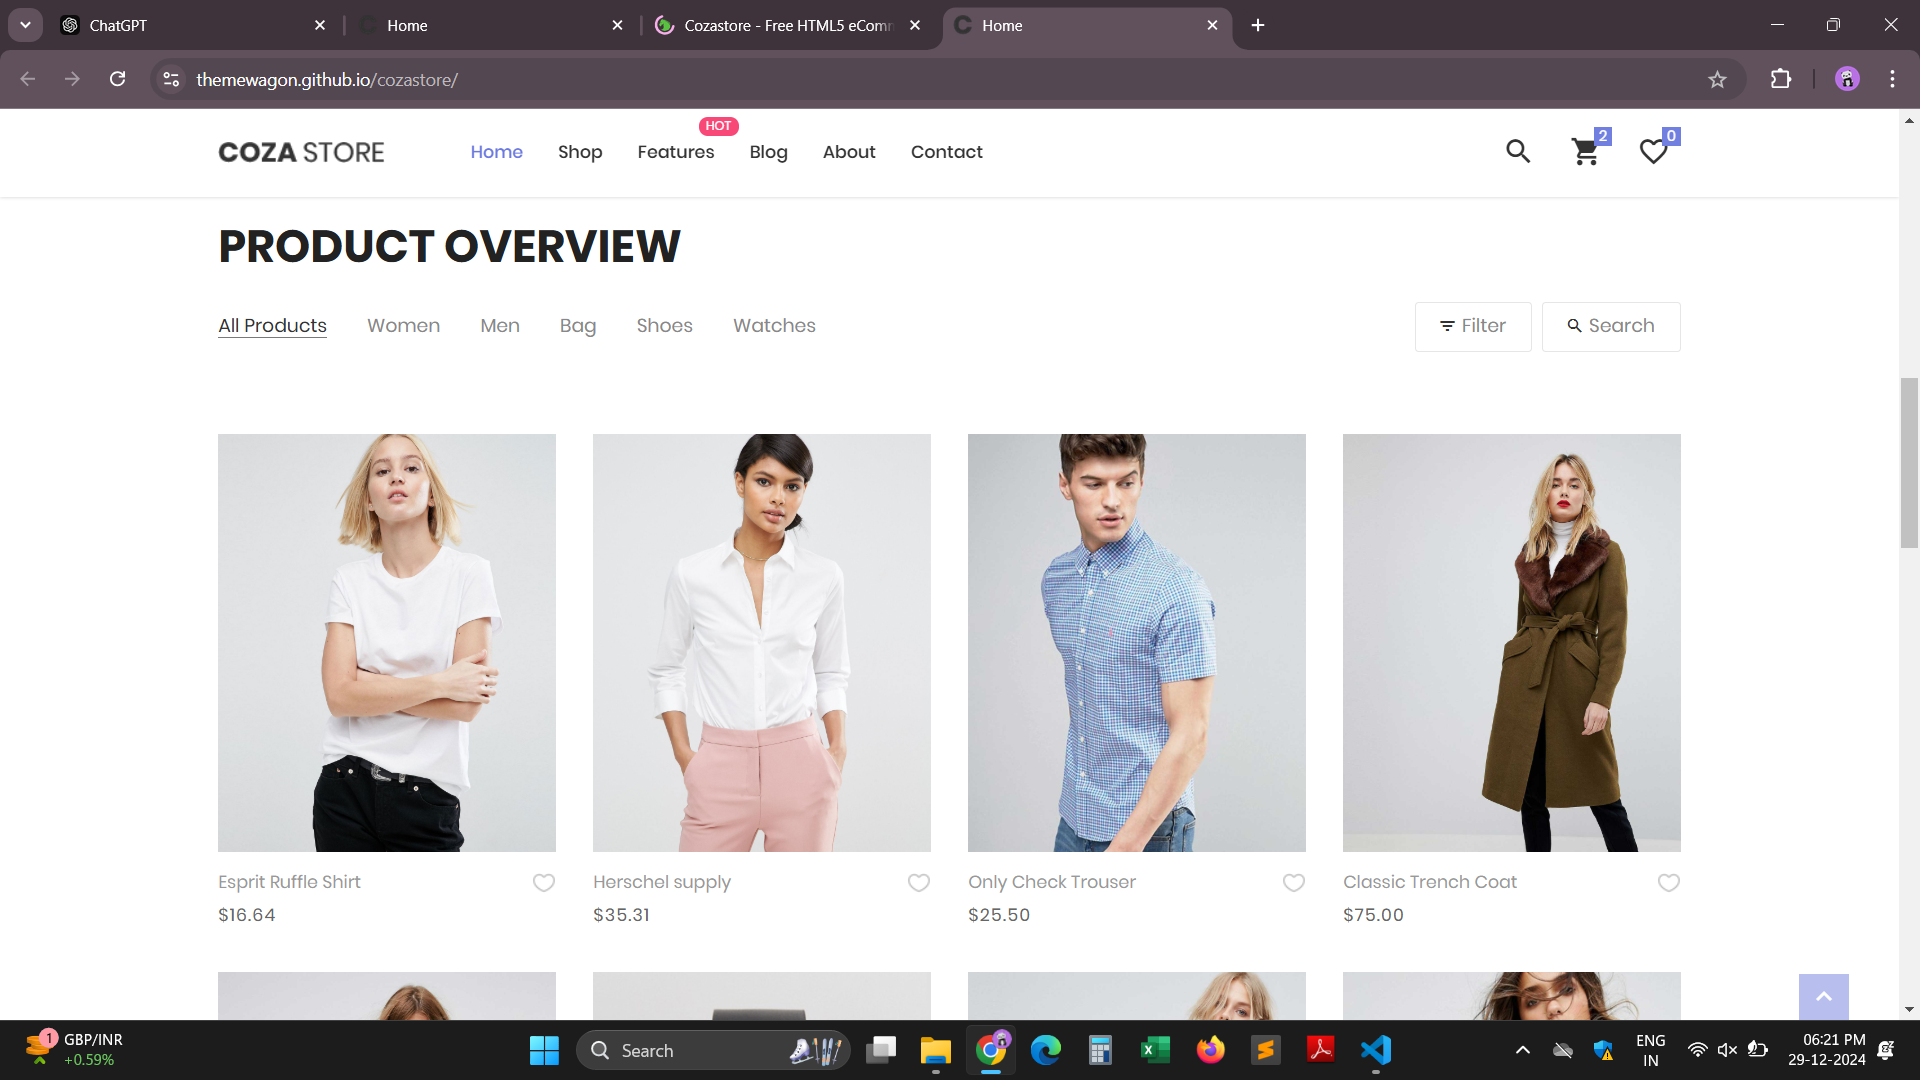 ChatGPT
Home
Cozastore - Free HTML5 eComm
Home
themewagon.github.io/cozastore/
COZA STORE
Home
Shop
HOT
Features
Blog
About
Contact
2
0
PRODUCT OVERVIEW
All Products
Women
Men
Bag
Shoes
Watches
Filter
Search
Esprit Ruffle Shirt
$16.64
Herschel supply
$35.31
Only Check Trouser
$25.50
Classic Trench Coat
$75.00
1
GBP/INR
+0.59%
Search
ENG
IN
06:21 PM
29-12-2024